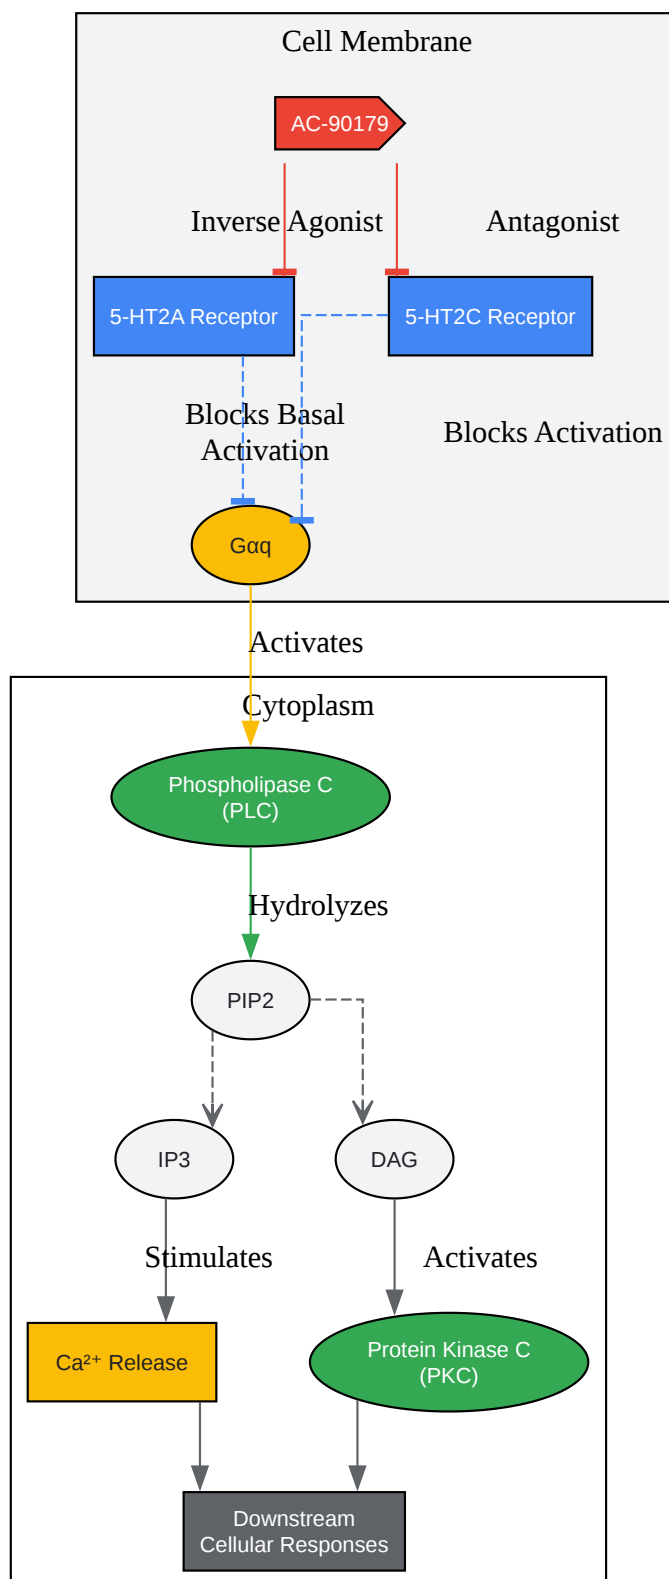 Cell Membrane
AC-90179
Inverse Agonist
Antagonist
5-HT2A Receptor
5-HT2C Receptor
Blocks Basal
Activation
Blocks Activation
Gαq
Activates
Cytoplasm
Phospholipase C
(PLC)
Hydrolyzes
PIP2
IP3
DAG
Stimulates
Activates
Ca²⁺ Release
Protein Kinase C
(PKC)
Downstream
Cellular Responses